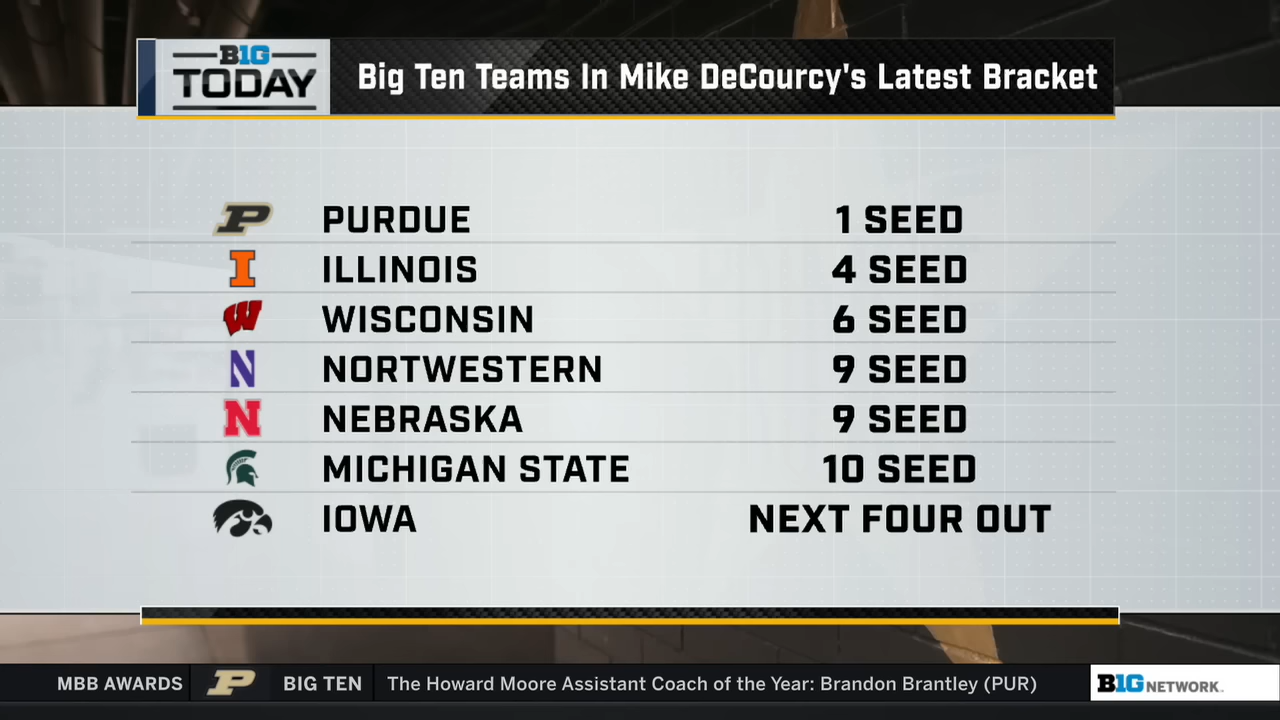 B1G
TODAY
Big Ten Teams In Mike DeCourcy's Latest Bracket
PURDUE 1 SEED
ILLINOIS 4 SEED
WISCONSIN 6 SEED
NORTWESTERN 9 SEED
NEBRASKA 9 SEED
MICHIGAN STATE 10 SEED
IOWA NEXT FOUR OUT
MBB AWARDS P BIG TEN The Howard Moore Assistant Coach of the Year: Brandon Brantley (PUR) B1G NETWORK